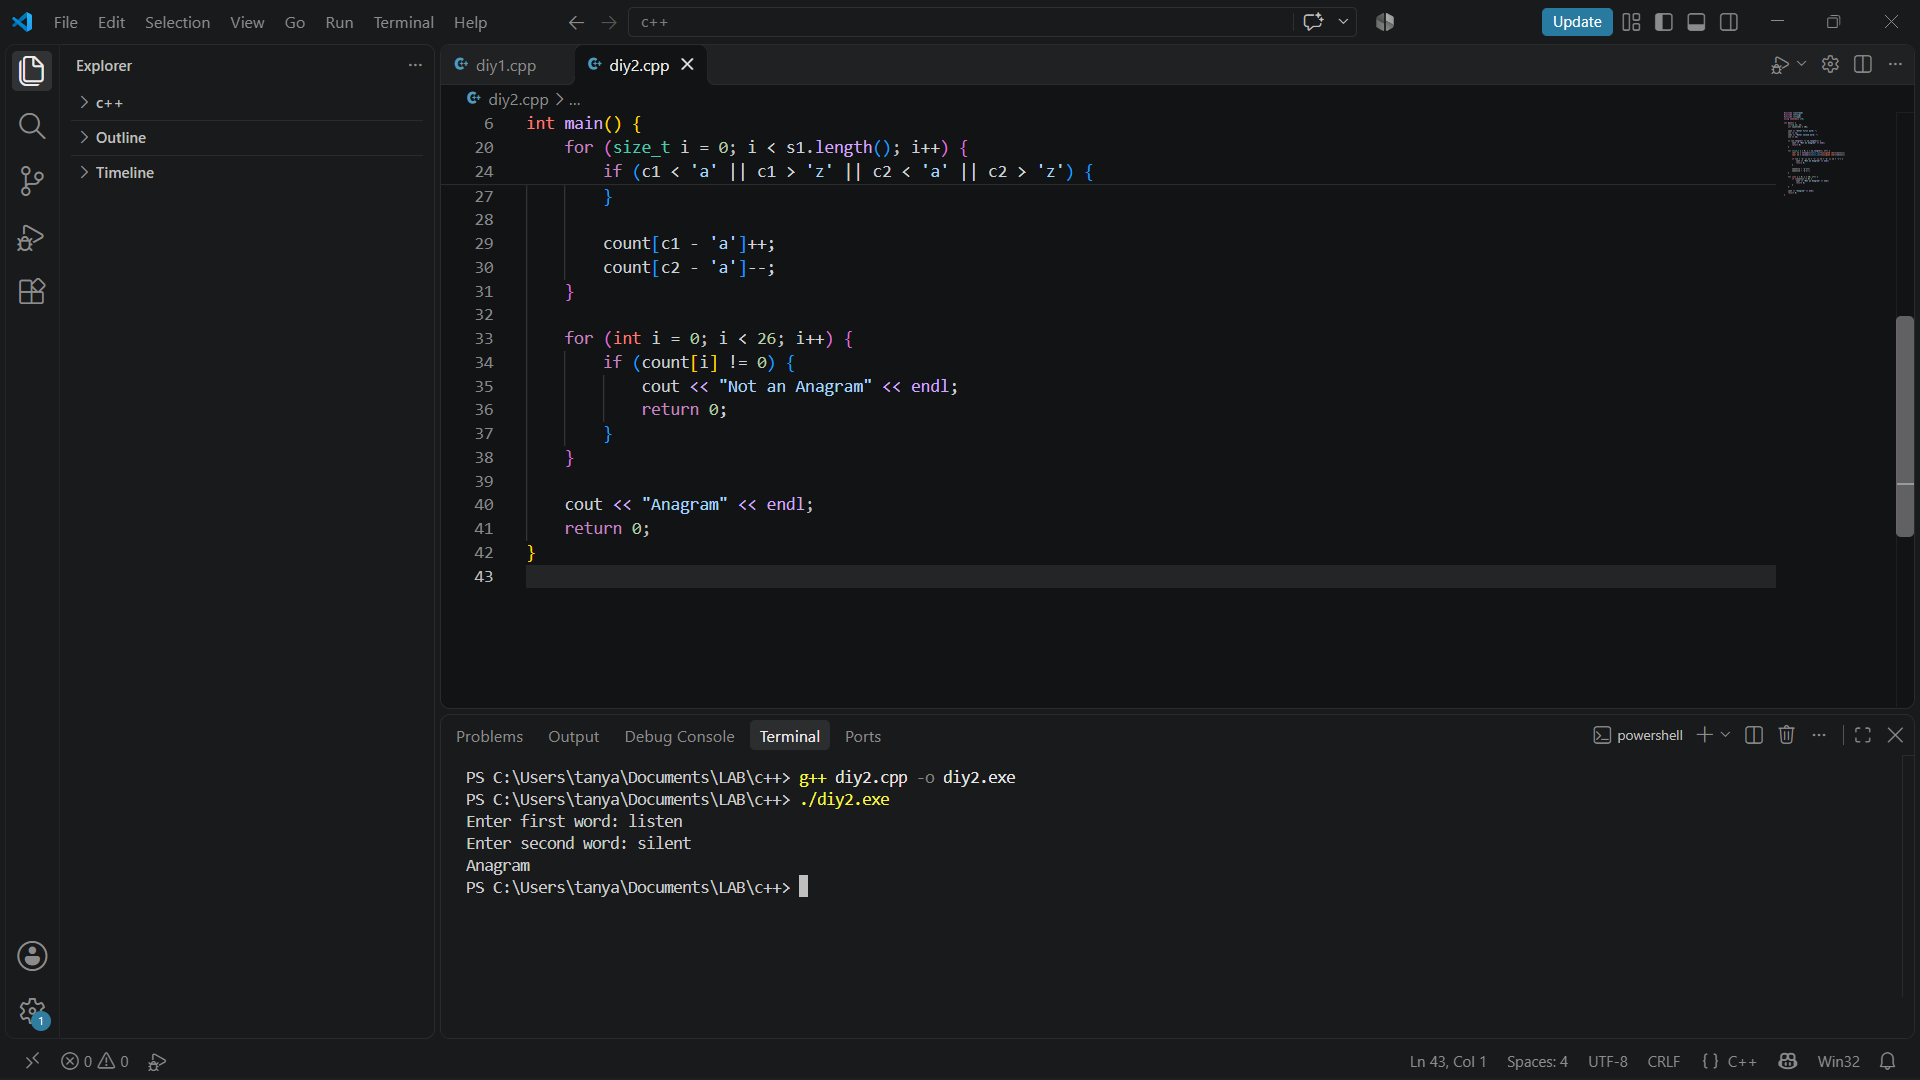 File Edit Selection View Go Run Terminal Help
c++
Update
Explorer
c++
Outline
Timeline
diy1.cpp
diy2.cpp
diy2.cpp > ...
6 int main() {
20 for (size_t i = 0; i < s1.length(); i++) {
24 if (c1 < 'a' || c1 > 'z' || c2 < 'a' || c2 > 'z') {
27 }
28
29 count[c1 - 'a']++;
30 count[c2 - 'a']--;
31 }
32
33 for (int i = 0; i < 26; i++) {
34 if (count[i] != 0) {
35 cout << "Not an Anagram" << endl;
36 return 0;
37 }
38 }
39
40 cout << "Anagram" << endl;
41 return 0;
42 }
43
Problems Output Debug Console Terminal Ports
powershell
PS C:\Users\tanya\Documents\LAB\c++> g++ diy2.cpp -o diy2.exe
PS C:\Users\tanya\Documents\LAB\c++> ./diy2.exe
Enter first word: listen
Enter second word: silent
Anagram
PS C:\Users\tanya\Documents\LAB\c++>
1
0 0
Ln 43, Col 1 Spaces: 4 UTF-8 CRLF {} C++ Win32